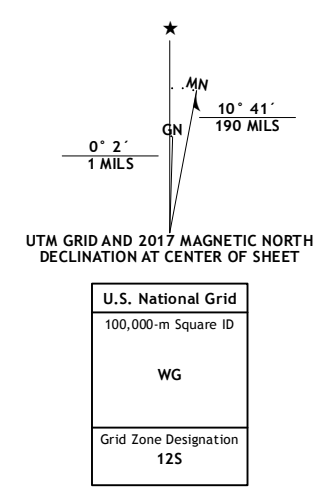 ★
MN
10° 41´
190 MILS
GN
0° 2´
1 MILS
UTM GRID AND 2017 MAGNETIC NORTH
DECLINATION AT CENTER OF SHEET
U.S. National Grid
100,000-m Square ID
WG
Grid Zone Designation
12S